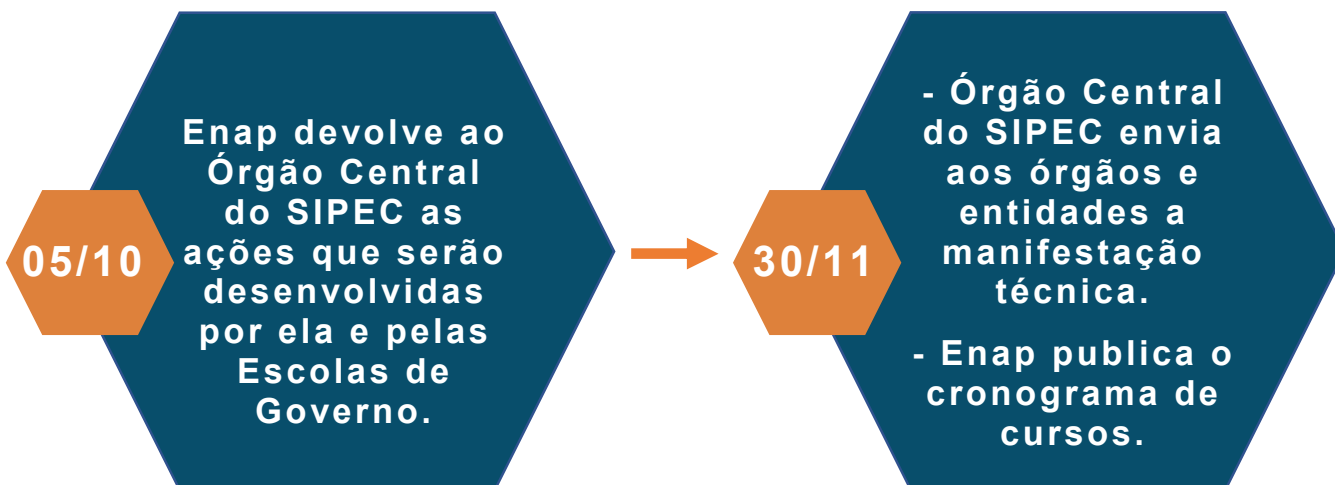 05/10
Enap devolve ao
Órgão Central
do SIPEC as
ações que serão
desenvolvidas
por ela e pelas
Escolas de
Governo.
30/11
- Órgão Central
do SIPEC envia
aos órgãos e
entidades a
manifestação
técnica.
- Enap publica o
cronograma de
cursos.